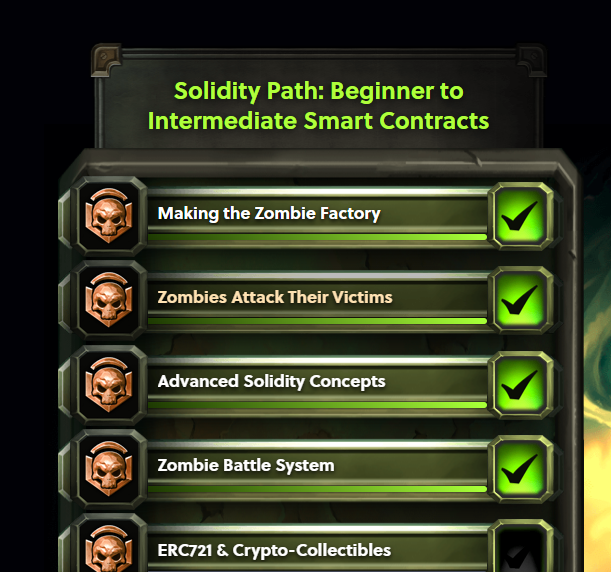 Solidity Path: Beginner to
Intermediate Smart Contracts
Making the Zombie Factory
Zombies Attack Their Victims
Advanced Solidity Concepts
Zombie Battle System
ERC721 & Crypto-Collectibles